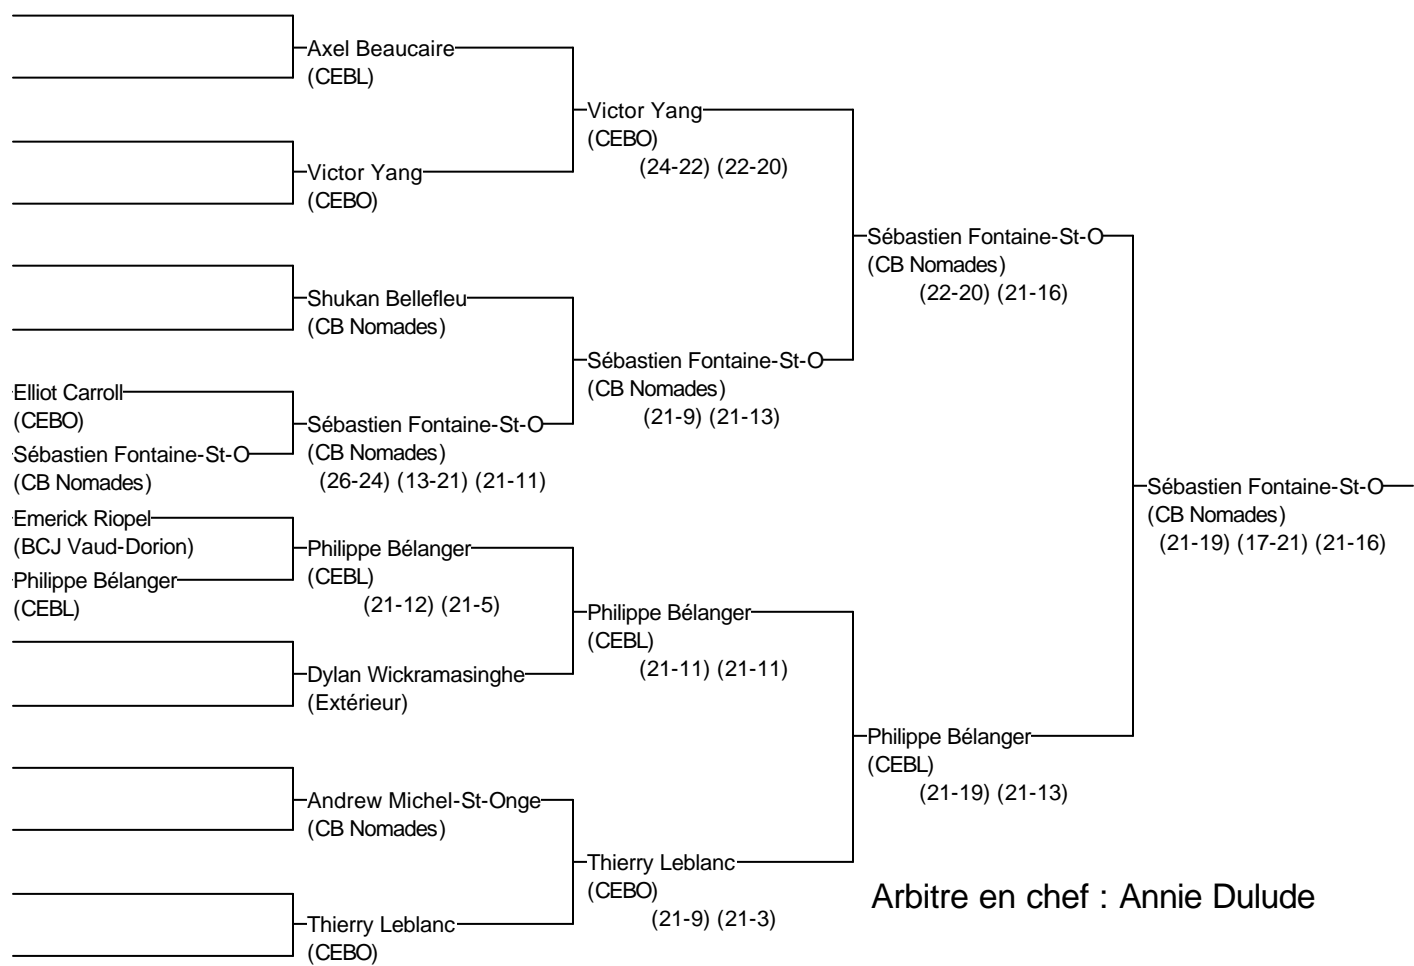 Axel Beaucaire
(CEBL)
Victor Yang
(CEBO)
(24-22) (22-20)
Victor Yang
(CEBO)
Sébastien Fontaine-St-O
(CB Nomades)
(22-20) (21-16)
Shukan Bellefleu
(CB Nomades)
Sébastien Fontaine-St-O
(CB Nomades)
(21-9) (21-13)
Elliot Carroll
(CEBO)
Sébastien Fontaine-St-O
(CB Nomades)
(26-24) (13-21) (21-11)
Sébastien Fontaine-St-O
(CB Nomades)
Sébastien Fontaine-St-O
(CB Nomades)
(21-19) (17-21) (21-16)
Emerick Riopel
(BCJ Vaud-Dorion)
Philippe Bélanger
(CEBL)
(21-12) (21-5)
Philippe Bélanger
(CEBL)
Philippe Bélanger
(CEBL)
(21-11) (21-11)
Dylan Wickramasinghe
(Extérieur)
Philippe Bélanger
(CEBL)
(21-19) (21-13)
Andrew Michel-St-Onge
(CB Nomades)
Thierry Leblanc
(CEBO)
(21-9) (21-3)
Arbitre en chef : Annie Dulude
Thierry Leblanc
(CEBO)